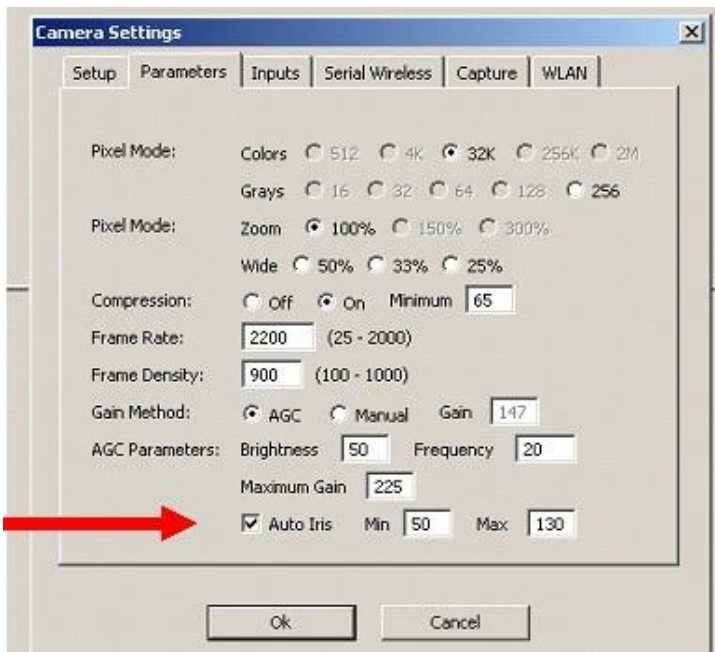 Camera Settings
Setup Parameters Inputs Serial Wireless Capture WLAN
Pixel Mode: Colors 512 4K 32K 256K 2M
Grays 16 32 64 128 256
Pixel Mode: Zoom 100% 150% 300%
Wide 50% 33% 25%
Compression: Off On Minimum 65
Frame Rate: 2200 (25 - 2000)
Frame Density: 900 (100 - 1000)
Gain Method: AGC Manual Gain 147
AGC Parameters: Brightness 50 Frequency 20
Maximum Gain 225
Auto Iris Min 50 Max 130
Ok Cancel